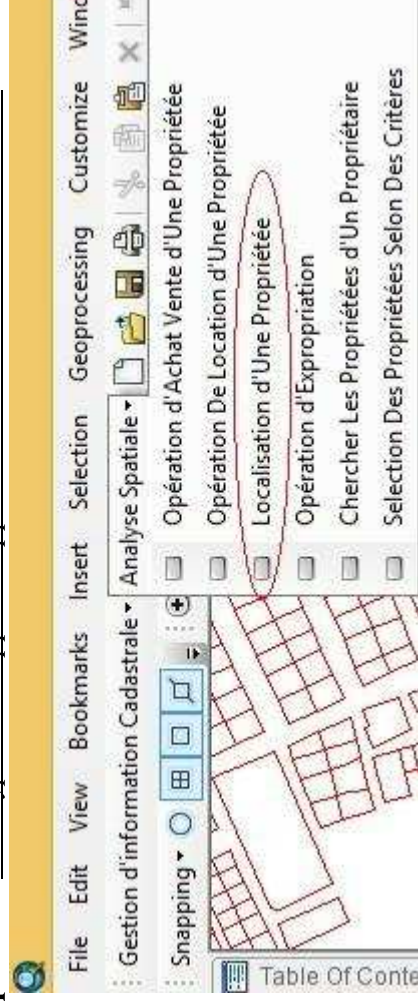 File Edit View Bookmarks Insert Selection Geoprocessing Customize Wind
Gestion d'information Cadastrale Analyse Spatiale
Snapping
Opération d'Achat Vente d'Une Propriétée
Opération De Location d'Une Propriétée
Localisation d'Une Propriétée
Opération d'Expropriation
Chercher Les Propriétées d'Un Propriétaire
Selection Des Propriétées Selon Des Critères
Table Of Conte